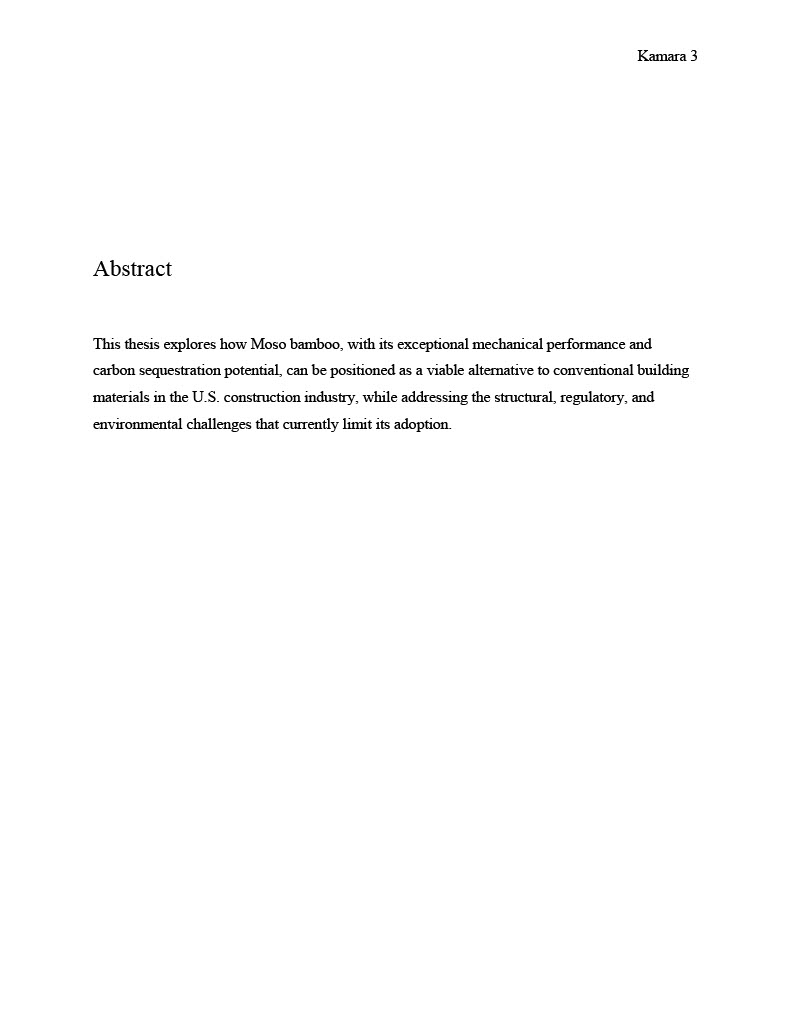 Kamara 3
Abstract
This thesis explores how Moso bamboo, with its exceptional mechanical performance and
carbon sequestration potential, can be positioned as a viable alternative to conventional building
materials in the U.S. construction industry, while addressing the structural, regulatory, and
environmental challenges that currently limit its adoption.